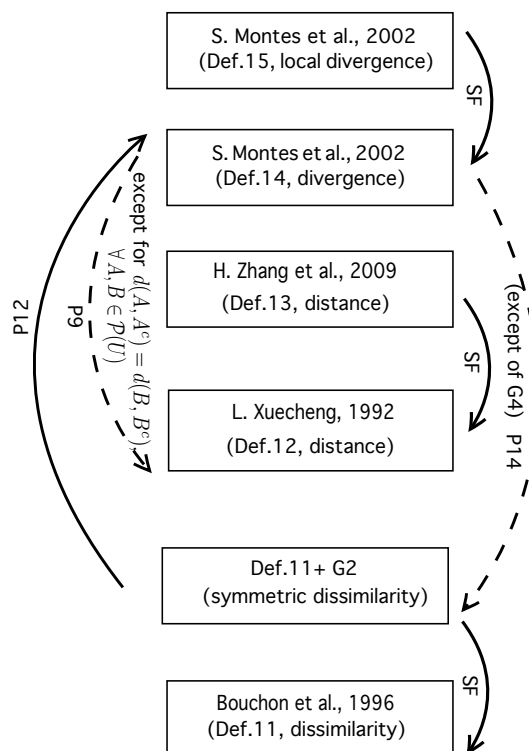 S. Montes et al., 2002
(Def.15, local divergence)
SF
S. Montes et al., 2002
(Def.14, divergence)
except for d(A, A^c) = d(B, B^c),
∀A, B ∈ P(U)
P9
P12
H. Zhang et al., 2009
(Def.13, distance)
SF
(except of G4) P14
L. Xuecheng, 1992
(Def.12, distance)
Def.11+ G2
(symmetric dissimilarity)
SF
Bouchon et al., 1996
(Def.11, dissimilarity)